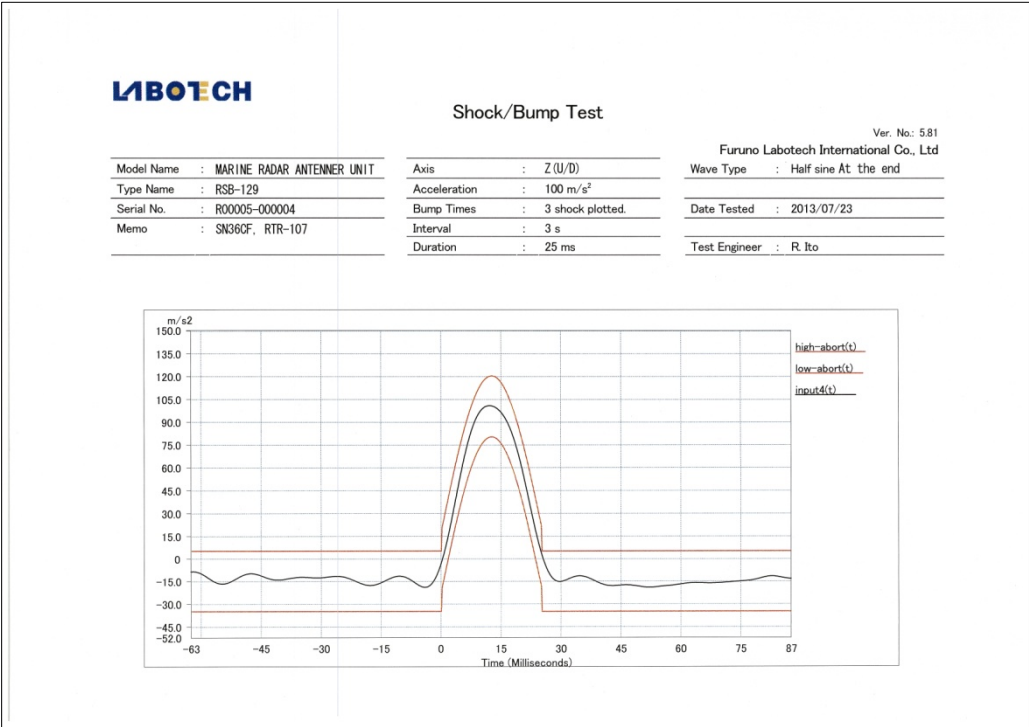 LABOTECH
Shock/Bump Test
Ver. No.: 5.81
Furuno Labotech International Co., Ltd
Model Name : MARINE RADAR ANTENNER UNIT
Type Name : RSB-129
Serial No. : R00005-000004
Memo : SN36CF, RTR-107
Axis : Z(U/D)
Acceleration : 100 m/s²
Bump Times : 3 shock plotted.
Interval : 3 s
Duration : 25 ms
Wave Type : Half sine At the end
Date Tested : 2013/07/23
Test Engineer : R. Ito
m/s2
150.0
135.0
120.0
105.0
90.0
75.0
60.0
45.0
30.0
15.0
0
-15.0
-30.0
-45.0
-52.0
-63 -45 -30 -15 0 15 30 45 60 75 87
Time (Milliseconds)
high-abort(t)
low-abort(t)
input4(t)